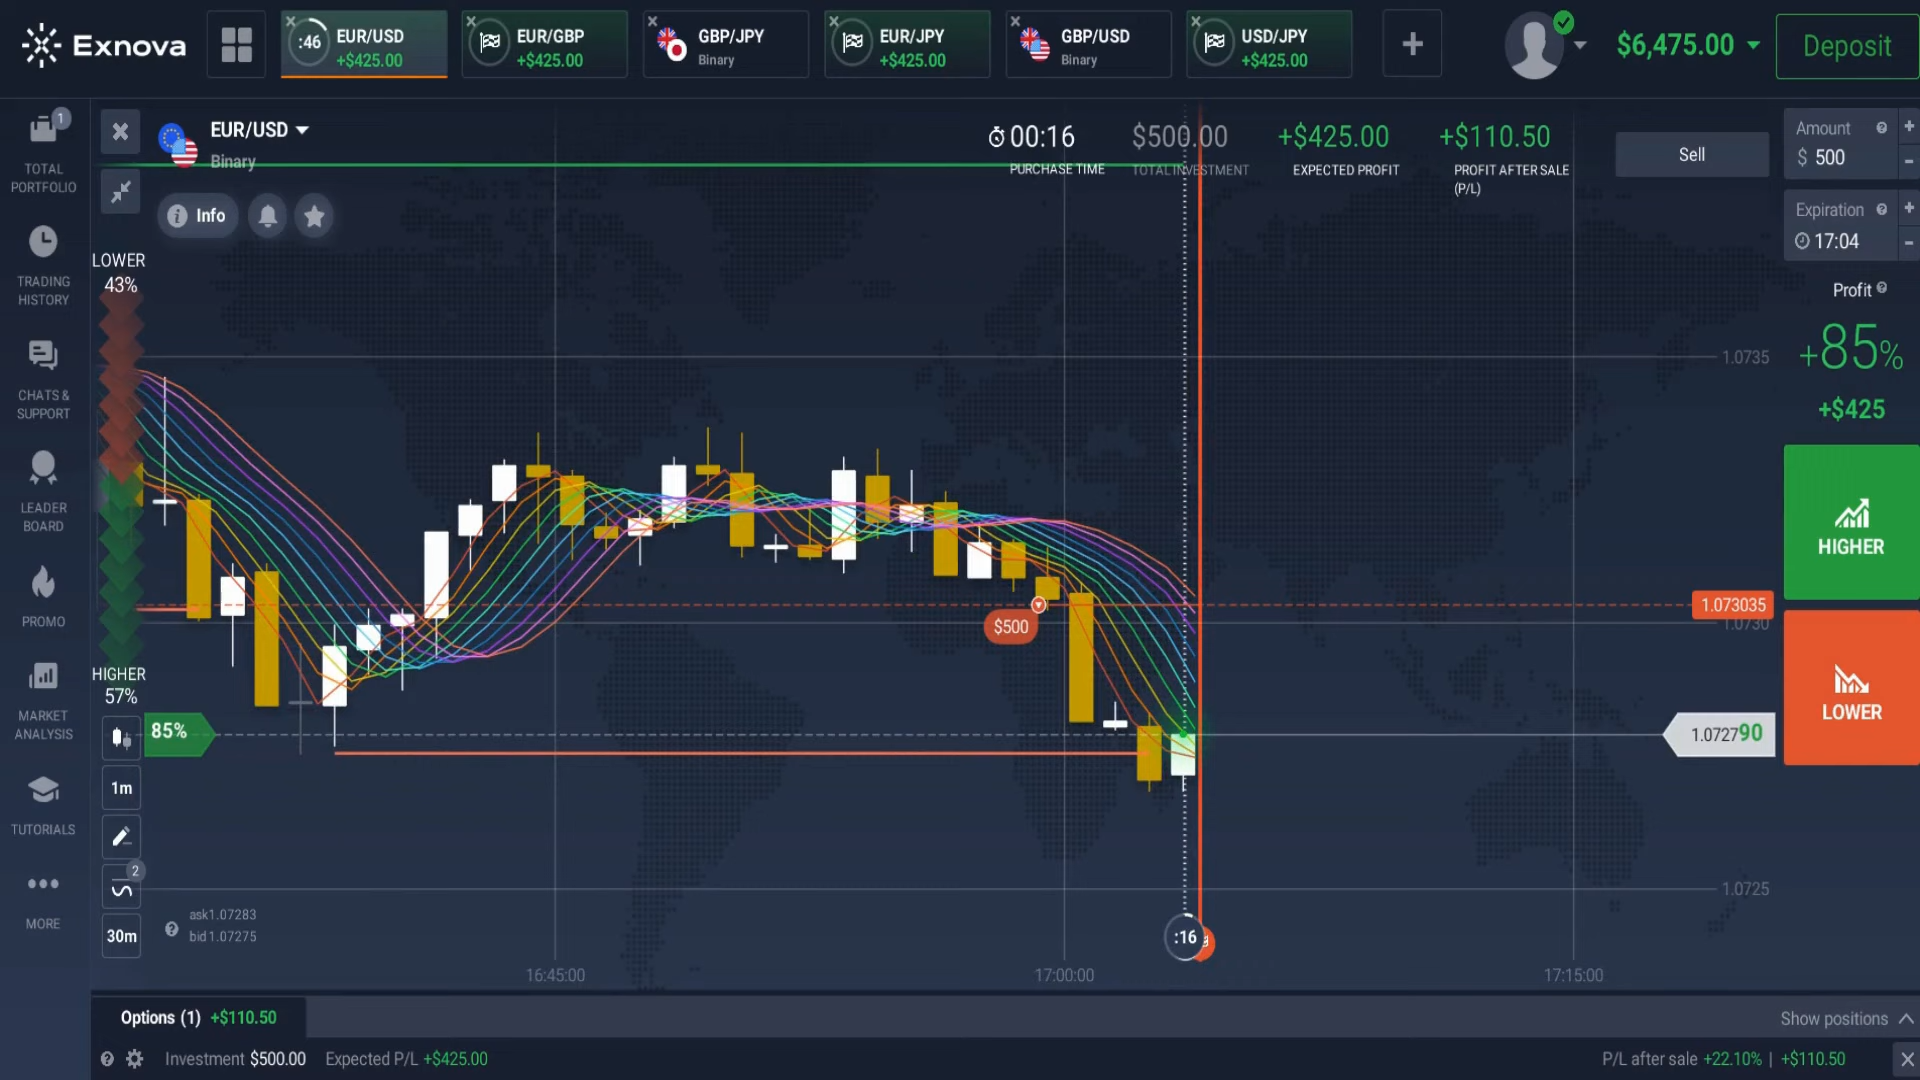 Exnova
:46
EUR/USD
+$425.00
EUR/GBP
+$425.00
GBP/JPY
Binary
EUR/JPY
+$425.00
GBP/USD
Binary
USD/JPY
+$425.00
$6,475.00
Deposit
1
TOTAL
PORTFOLIO
TRADING
HISTORY
CHATS &
SUPPORT
LEADER
BOARD
PROMO
MARKET
ANALYSIS
TUTORIALS
MORE
EUR/USD
Binary
Info
00:16
PURCHASE TIME
$500.00
TOTAL INVESTMENT
+$425.00
EXPECTED PROFIT
+$110.50
PROFIT AFTER SALE
(P/L)
Sell
Amount
$ 500
Expiration
17:04
Profit
+85%
+$425
HIGHER
LOWER
LOWER
43%
HIGHER
57%
85%
1m
2
30m
ask1.07283
bid1.07275
1.0735
1.073035
1.0730
1.072790
1.0725
$500
:16
16:45:00
17:00:00
17:15:00
Options (1) +$110.50
Show positions
Investment $500.00 Expected P/L +$425.00
P/L after sale +22.10% | +$110.50